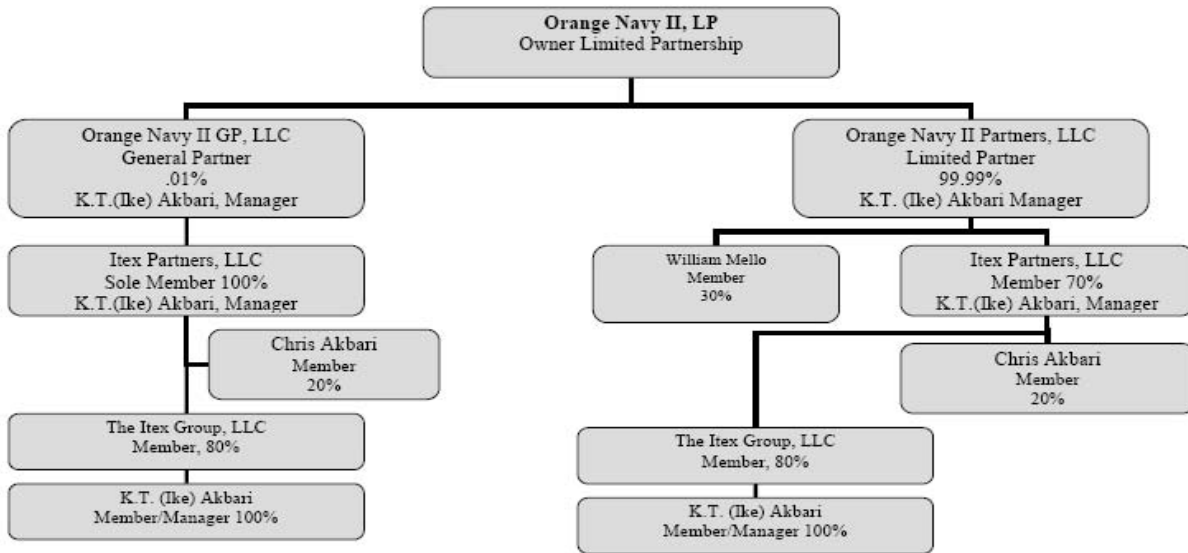 Orange Navy II, LP
Owner Limited Partnership
Orange Navy II GP, LLC
General Partner
.01%
K.T.(Ike) Akbari, Manager
Orange Navy II Partners, LLC
Limited Partner
99.99%
K.T. (Ike) Akbari Manager
Itex Partners, LLC
Sole Member 100%
K.T.(Ike) Akbari, Manager
William Mello
Member
30%
Itex Partners, LLC
Member 70%
K.T.(Ike) Akbari, Manager
Chris Akbari
Member
20%
Chris Akbari
Member
20%
The Itex Group, LLC
Member, 80%
The Itex Group, LLC
Member, 80%
K.T. (Ike) Akbari
Member/Manager 100%
K.T. (Ike) Akbari
Member/Manager 100%